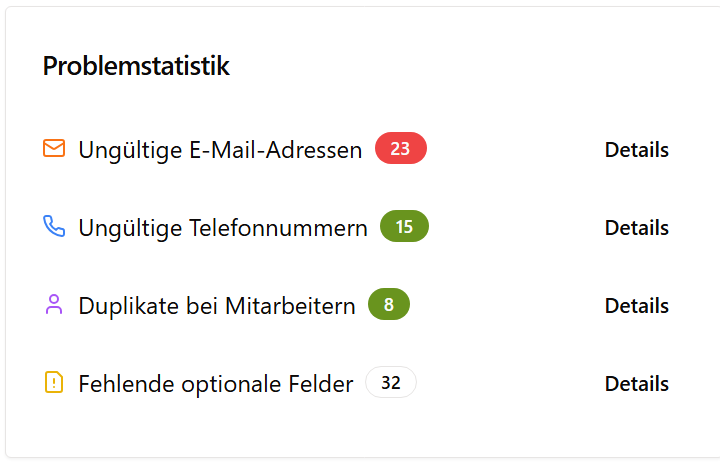 Problemstatistik
Ungültige E-Mail-Adressen 23 Details
Ungültige Telefonnummern 15 Details
Duplikate bei Mitarbeitern 8 Details
Fehlende optionale Felder 32 Details